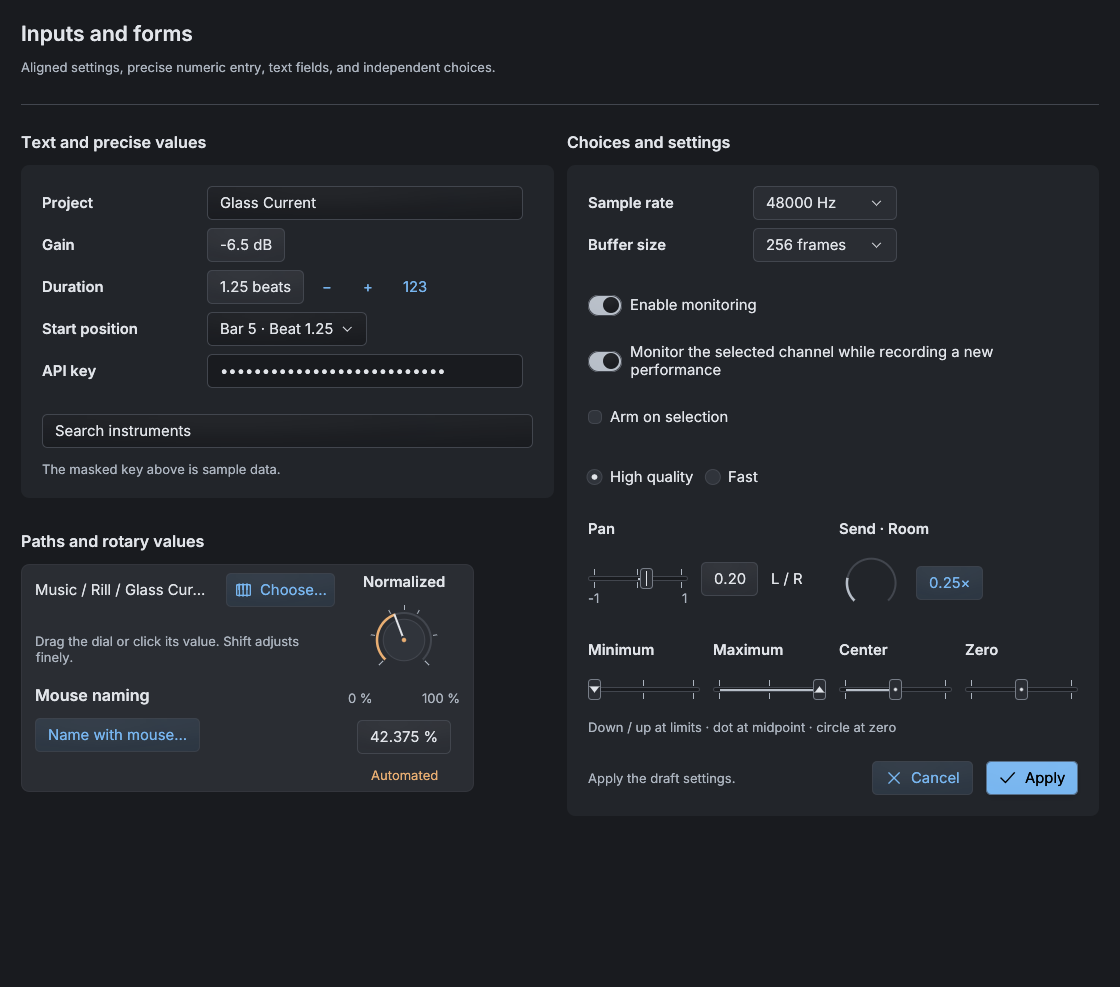 Inputs and forms
Aligned settings, precise numeric entry, text fields, and independent choices.
Text and precise values
Project
Glass Current
Gain
-6.5 dB
Duration
1.25 beats
−
+
123
Start position
Bar 5 · Beat 1.25
API key
••••••••••••••••••••••••••
Search instruments
The masked key above is sample data.
Paths and rotary values
Music / Rill / Glass Cur...
Choose...
Drag the dial or click its value. Shift adjusts
finely.
Mouse naming
Name with mouse...
Normalized
0 %
100 %
42.375 %
Automated
Choices and settings
Sample rate
48000 Hz
Buffer size
256 frames
Enable monitoring
Monitor the selected channel while recording a new
performance
Arm on selection
High quality
Fast
Pan
-1
1
0.20
L / R
Send · Room
0.25×
Minimum
Maximum
Center
Zero
Down / up at limits · dot at midpoint · circle at zero
Apply the draft settings.
Cancel
Apply